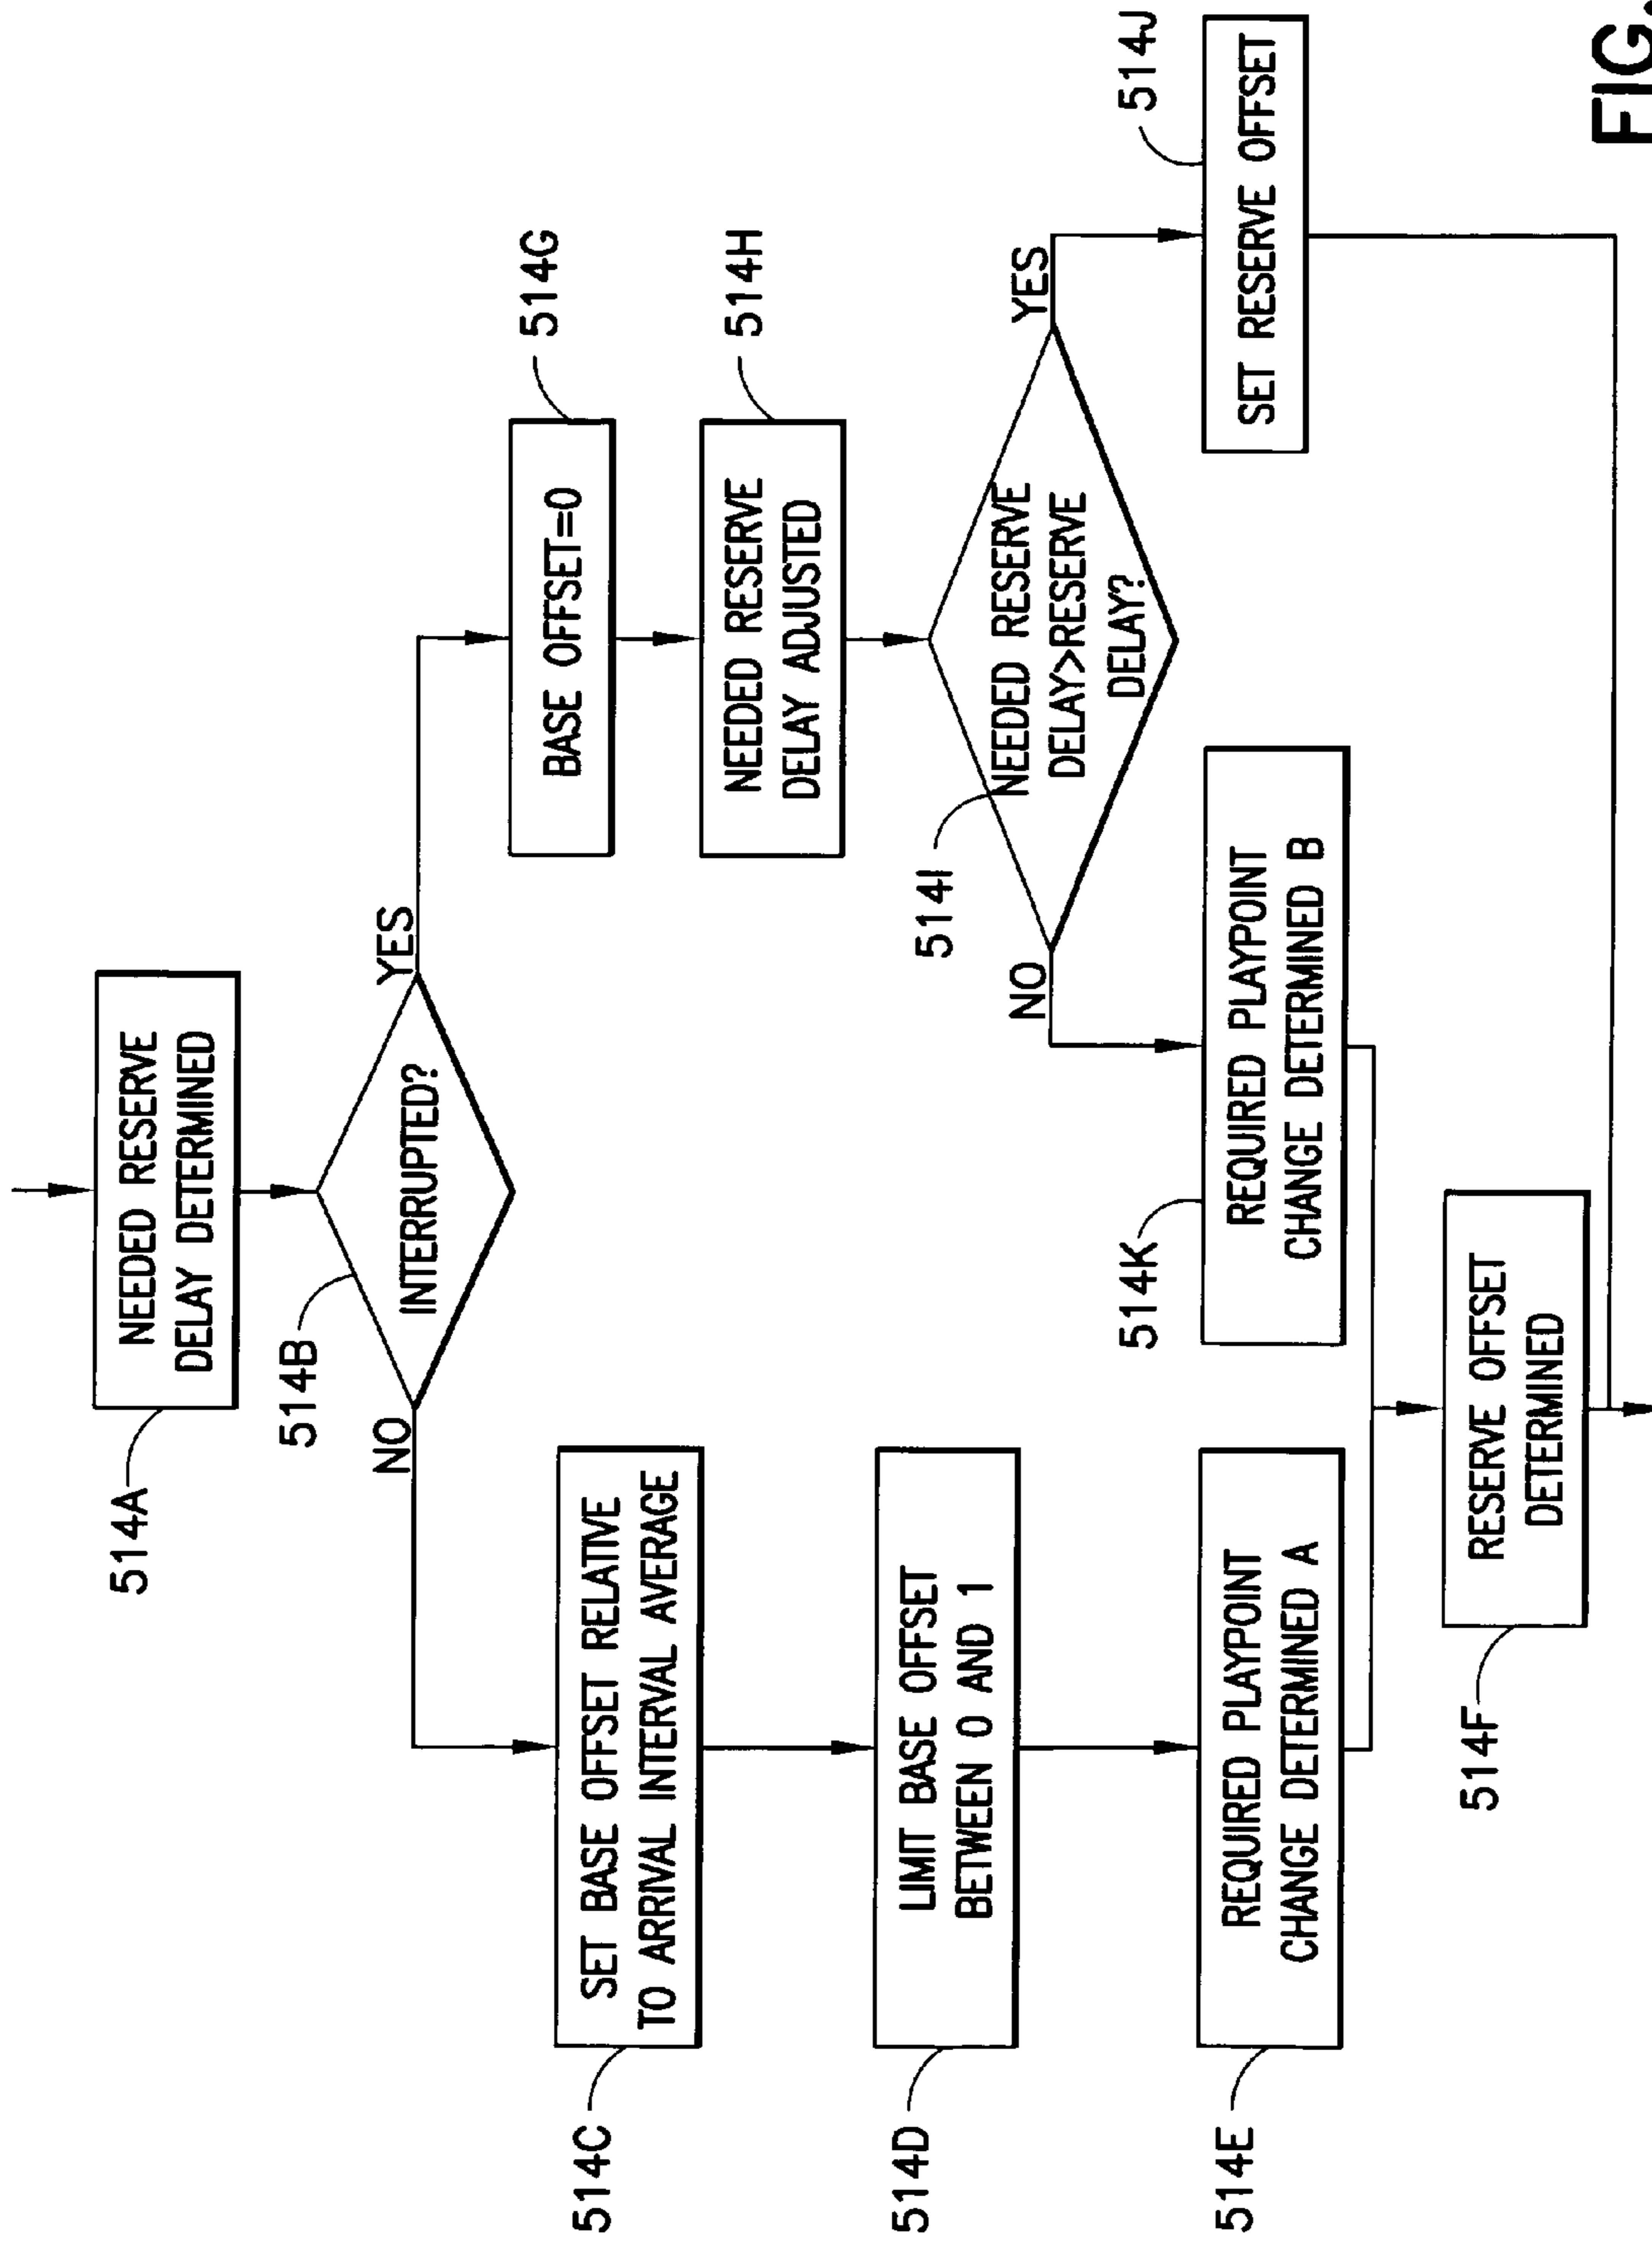 514A
NEEDED RESERVE
DELAY DETERMINED
514B
INTERRUPTED?
NO
YES
514C
SET BASE OFFSET RELATIVE
TO ARRIVAL INTERVAL AVERAGE
BASE OFFSET=0
514G
514D
LIMIT BASE OFFSET
BETWEEN 0 AND 1
NEEDED RESERVE
DELAY ADJUSTED
514H
514I
NEEDED RESERVE
DELAY>RESERVE
DELAY?
NO
YES
514E
REQUIRED PLAYPOINT
CHANGE DETERMINED A
514K
REQUIRED PLAYPOINT
CHANGE DETERMINED B
SET RESERVE OFFSET
514J
514F
RESERVE OFFSET
DETERMINED
FIG.